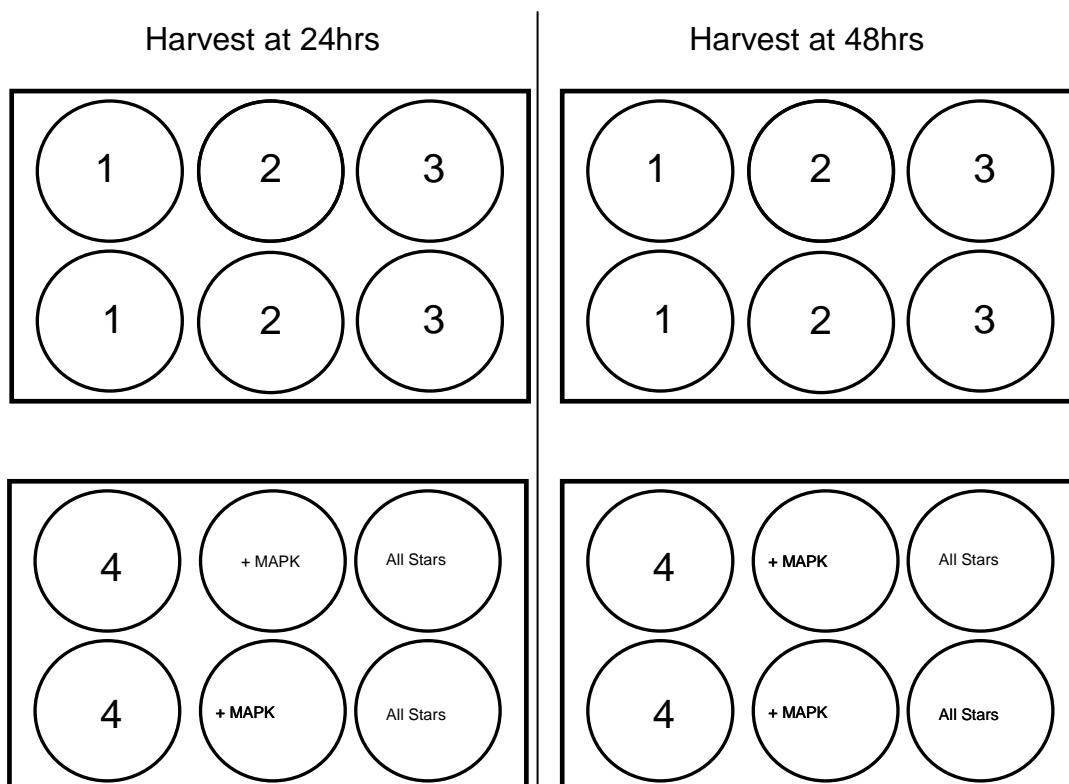 Harvest at 24hrs
Harvest at 48hrs
1 2 3
1 2 3
1 2 3
1 2 3
4 + MAPK All Stars
4 + MAPK All Stars
4 + MAPK All Stars
4 + MAPK All Stars